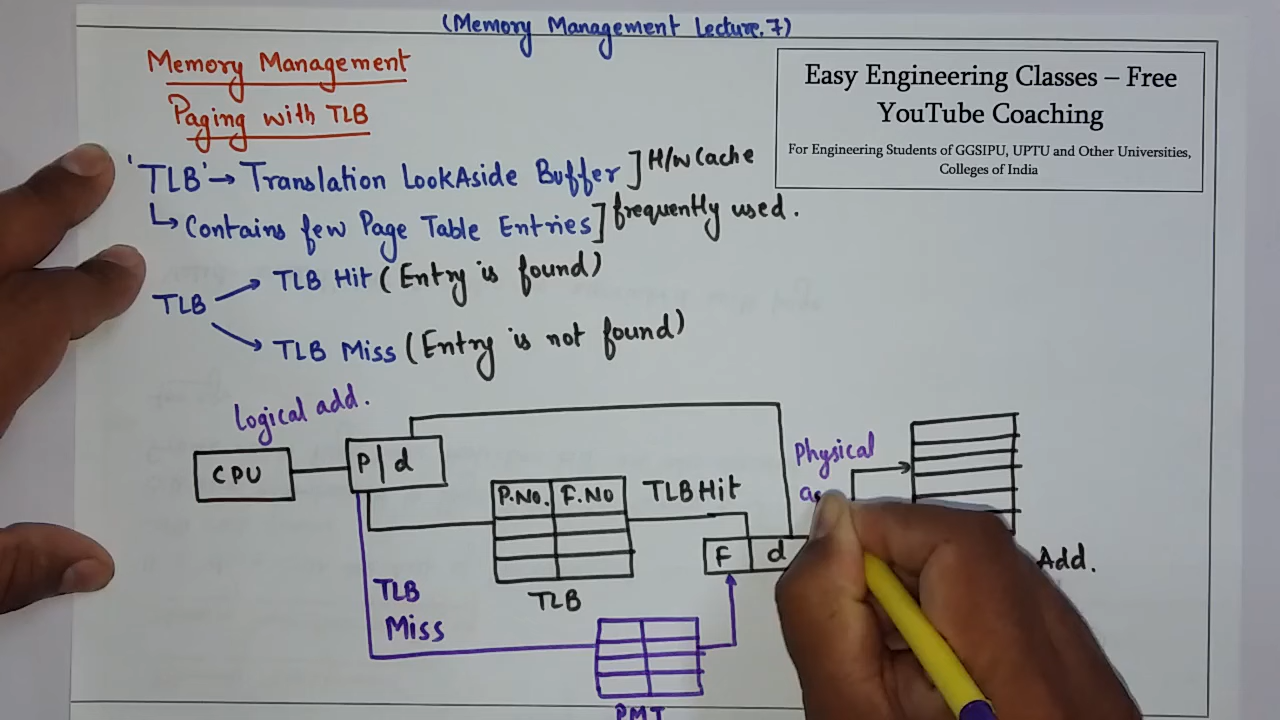 (Memory Management Lecture.7)
Memory Management
Paging with TLB
Easy Engineering Classes – Free
YouTube Coaching
For Engineering Students of GGSIPU, UPTU and Other Universities,
Colleges of India
'TLB' → Translation LookAside Buffer] H/w Cache
↳ Contains few Page Table Entries] frequently used.
TLB
TLB Hit (Entry is found)
TLB Miss (Entry is not found)
Logical add.
CPU
P|d
P.No. F.No
TLB
TLB Hit
Physical
F d
Add.
TLB
Miss
PMT